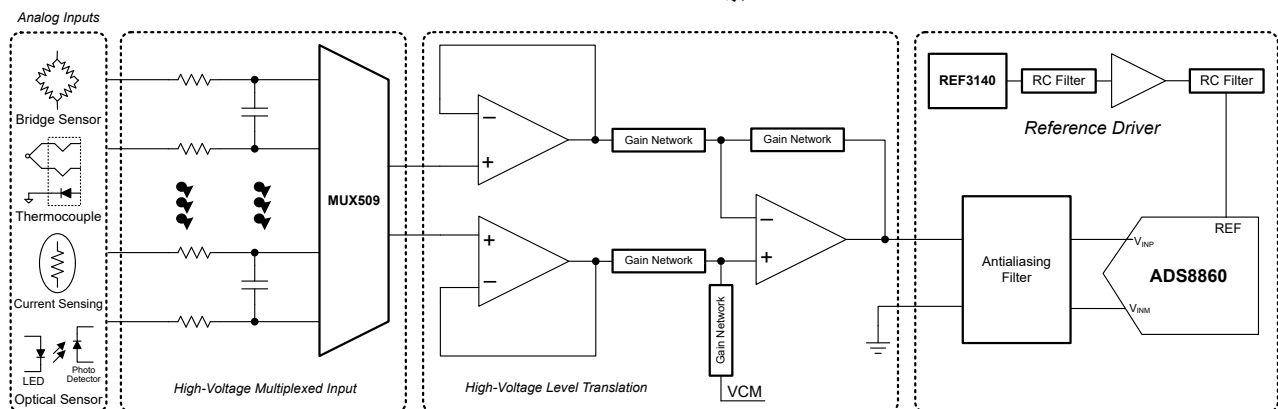 Analog Inputs
Bridge Sensor
Thermocouple
Current Sensing
LED
Photo
Detector
Optical Sensor
MUX509
High-Voltage Multiplexed Input
−
+
+
−
Gain Network
Gain Network
Gain Network
Gain Network
−
+
VCM
High-Voltage Level Translation
REF3140
RC Filter
RC Filter
Reference Driver
Antialiasing
Filter
REF
VINP
ADS8860
VINM